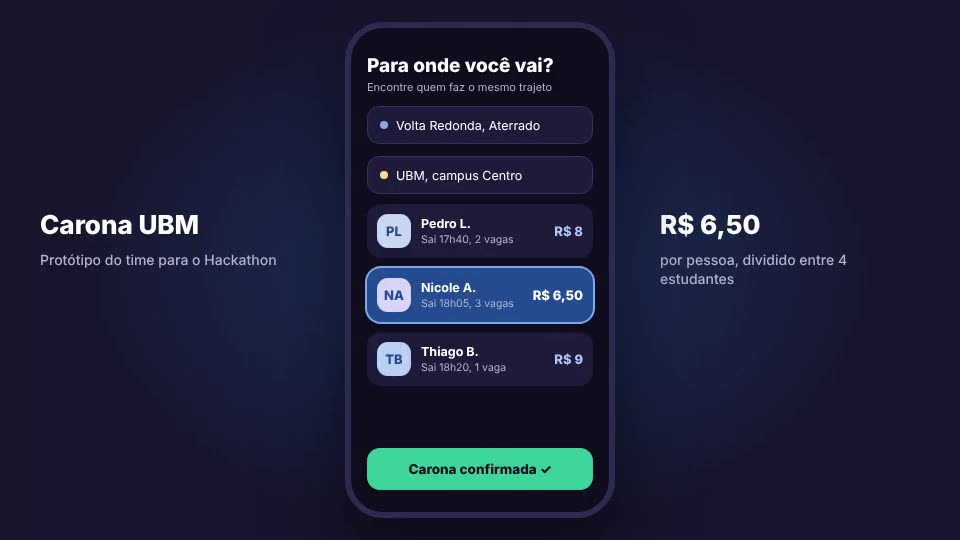 Carona UBM
Protótipo do time para o Hackathon
Para onde você vai?
Encontre quem faz o mesmo trajeto
Volta Redonda, Aterrado
UBM, campus Centro
PL
Pedro L.
Sai 17h40, 2 vagas
R$ 8
NA
Nicole A.
Sai 18h05, 3 vagas
R$ 6,50
TB
Thiago B.
Sai 18h20, 1 vaga
R$ 9
Carona confirmada ✓
R$ 6,50
por pessoa, dividido entre 4
estudantes